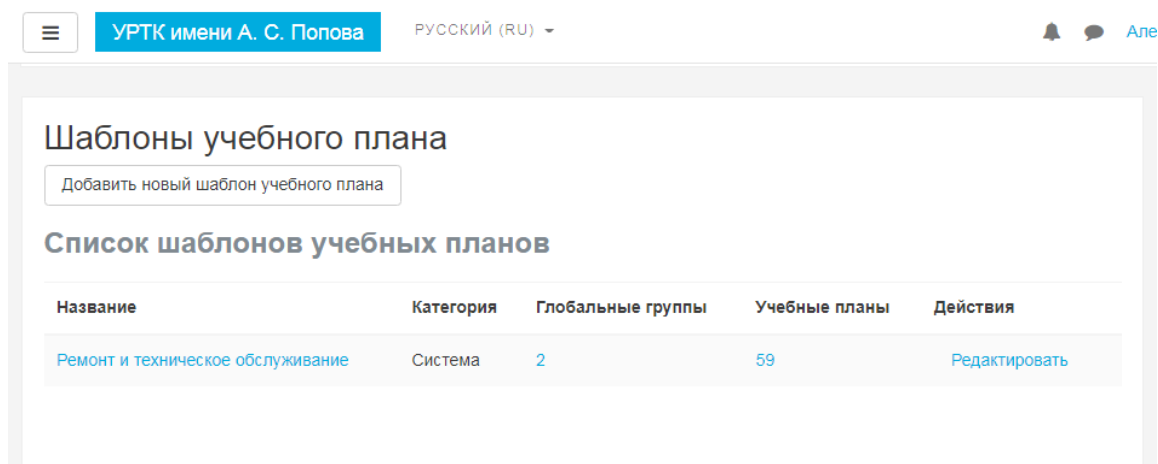 УРТК имени А. С. Попова РУССКИЙ (RU) Але
Шаблоны учебного плана
Добавить новый шаблон учебного плана
Список шаблонов учебных планов
Название Категория Глобальные группы Учебные планы Действия
Ремонт и техническое обслуживание Система 2 59 Редактировать